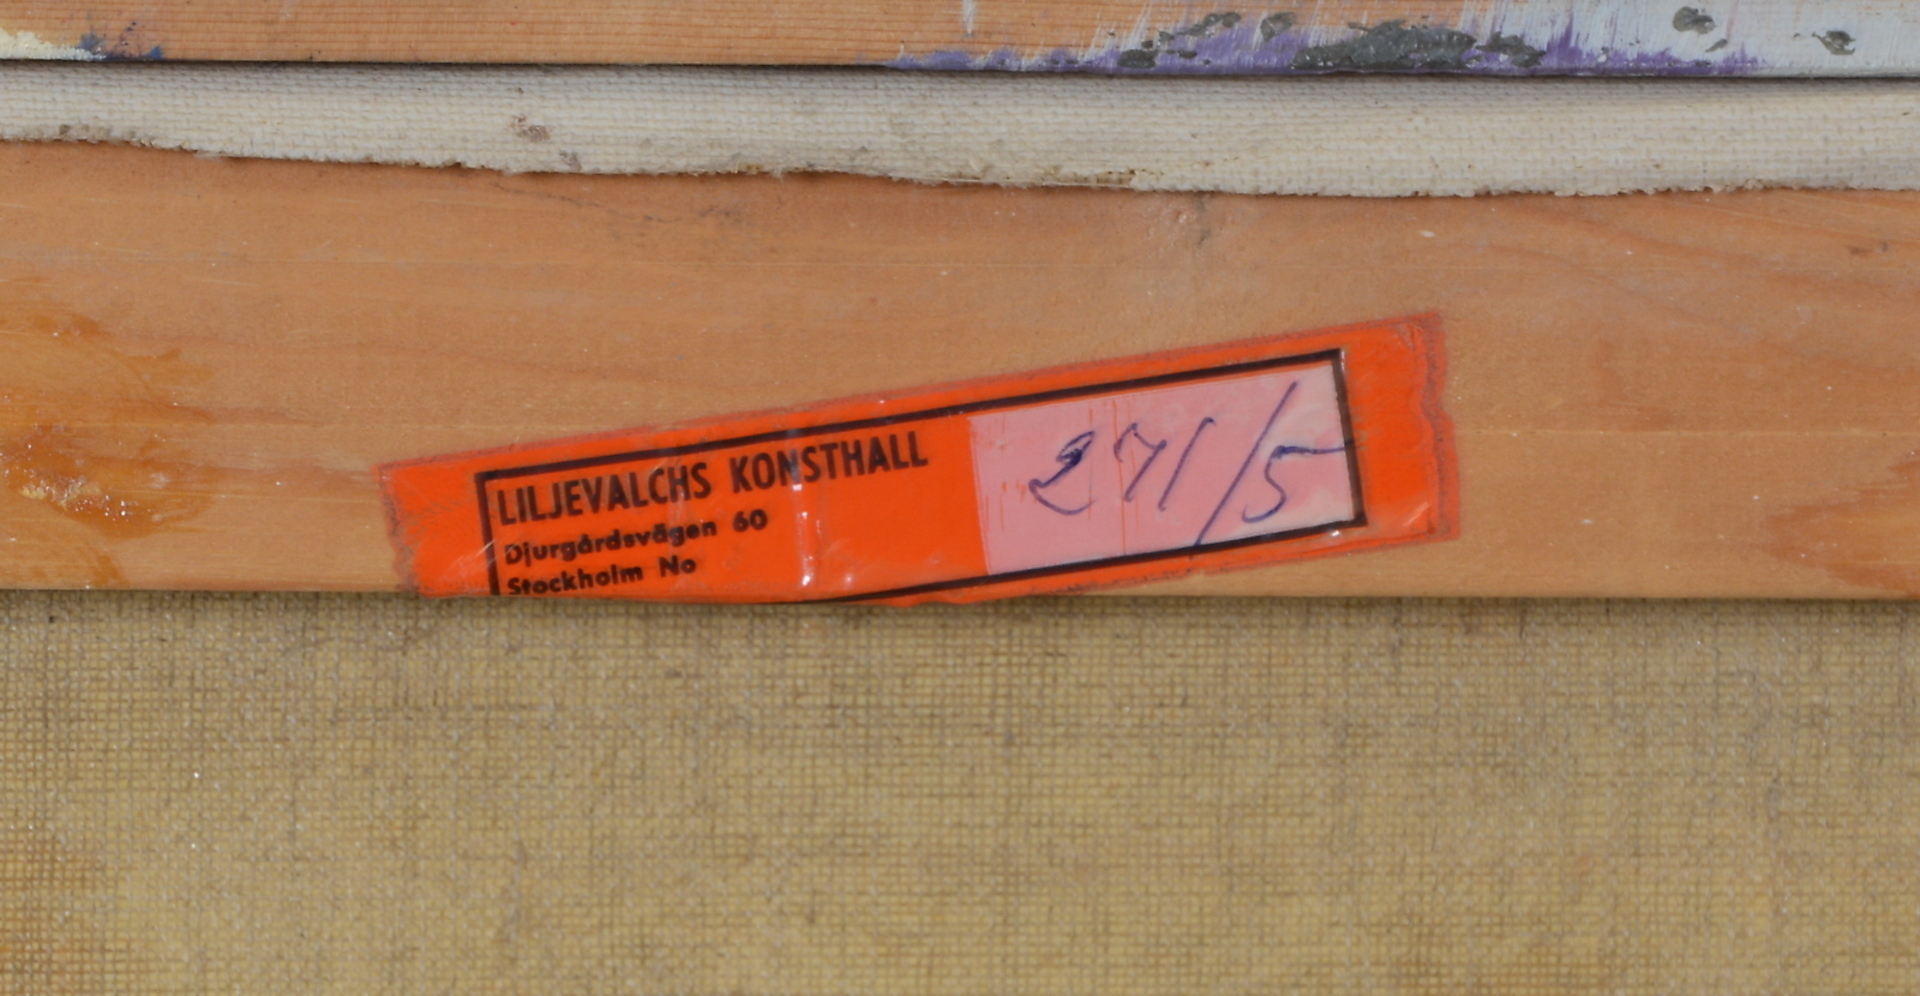 LILJEVALCHS KONSTHALL
Djurgårdsvägen 60
Stockholm No
271/5